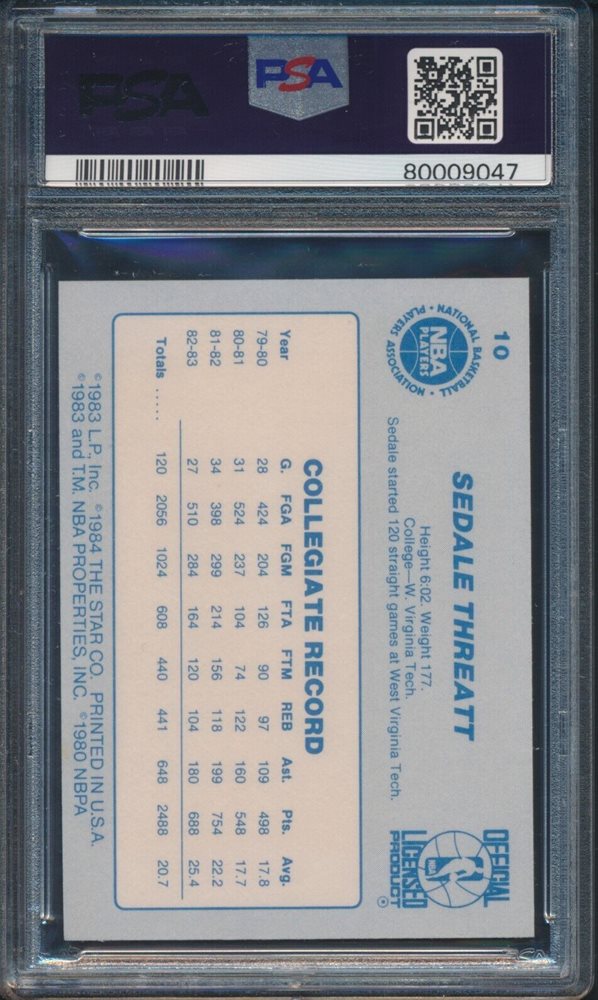 PSA
PSA
80009047
10
NATIONAL BASKETBALL
NBA
PLAYERS
PLAYERS ASSOCIATION
SEDALE THREATT
Height 6:02. Weight 177.
College—W. Virginia Tech.
Sedale started 120 straight games at West Virginia Tech.
OFFICIAL
NBA
LICENSED
PRODUCT ®
COLLEGIATE RECORD
Year G. FGA FGM FTA FTM REB Ast. Pts. Avg.
79-80 28 424 204 126 90 97 109 498 17.8
80-81 31 524 237 104 74 122 160 548 17.7
81-82 34 398 299 214 156 118 199 754 22.2
82-83 27 510 284 164 120 104 180 688 25.4
Totals ..... 120 2056 1024 608 440 441 648 2488 20.7
©1983 L.P., Inc. ©1984 THE STAR CO. PRINTED IN U.S.A.
©1983 and T.M. NBA PROPERTIES, INC. ©1980 NBPA